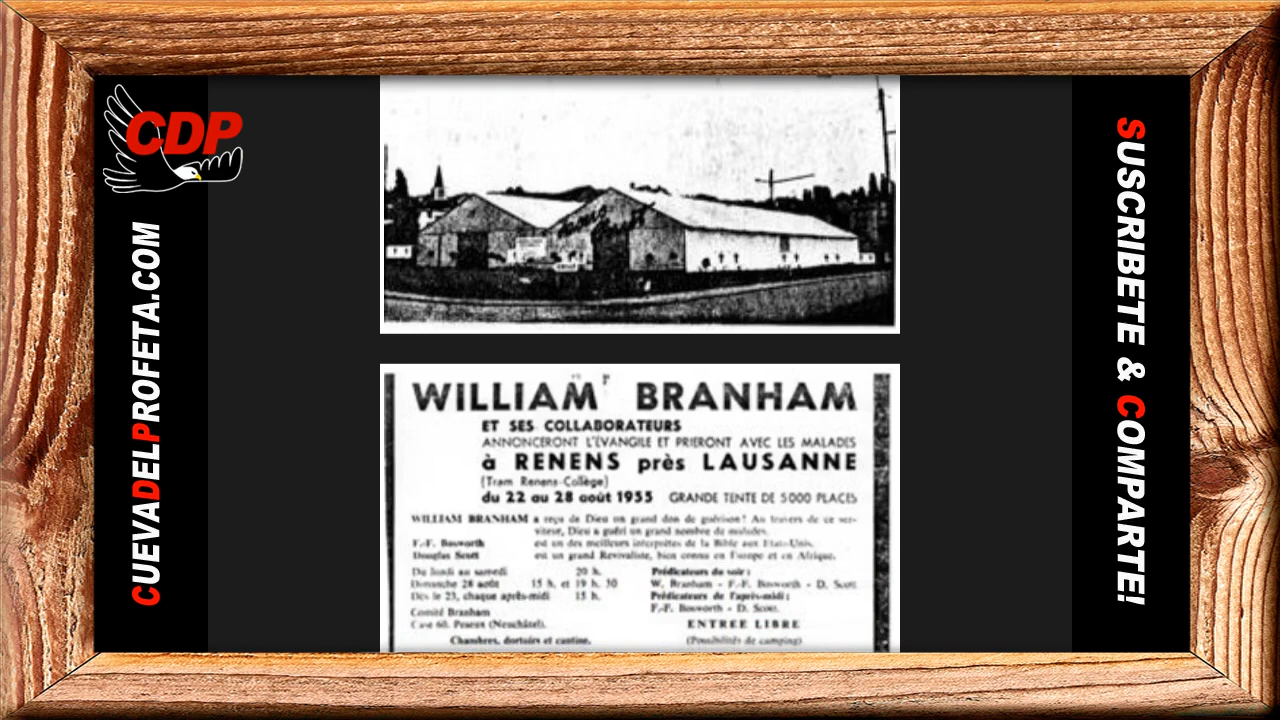 CDP
CUEVADELPROFETA.COM
SUSCRIBETE & COMPARTE!
WILLIAM BRANHAM
ET SES COLLABORATEURS
ANNONCERONT L'ÉVANGILE ET PRIERONT AVEC LES MALADES
à RENENS près LAUSANNE
(Tram Renens-Collège)
du 22 au 28 août 1955 GRANDE TENTE DE 5000 PLACES
WILLIAM BRANHAM a reçu de Dieu un grand don de guérison! Au travers de ce ser-
viteur, Dieu a guéri un grand nombre de malades.
F.-F. Bosworth est un des meilleurs interprètes de la Bible aux Etats-Unis.
Douglas Scott est un grand Revivaliste, bien connu en Europe et en Afrique.
Du lundi au samedi 20 h.
Dimanche 28 août 15 h. et 19 h. 30
Dès le 23, chaque après-midi 15 h.
Comité Branham
Case 60, Peseux (Neuchâtel).
Prédicateurs du soir:
W. Branham - F.-F. Bosworth - D. Scott
Prédicateurs de l'après-midi:
F.-F. Bosworth - D. Scott.
ENTREE LIBRE
Chambres, dortoirs et cantine.
(Possibilités de camping)